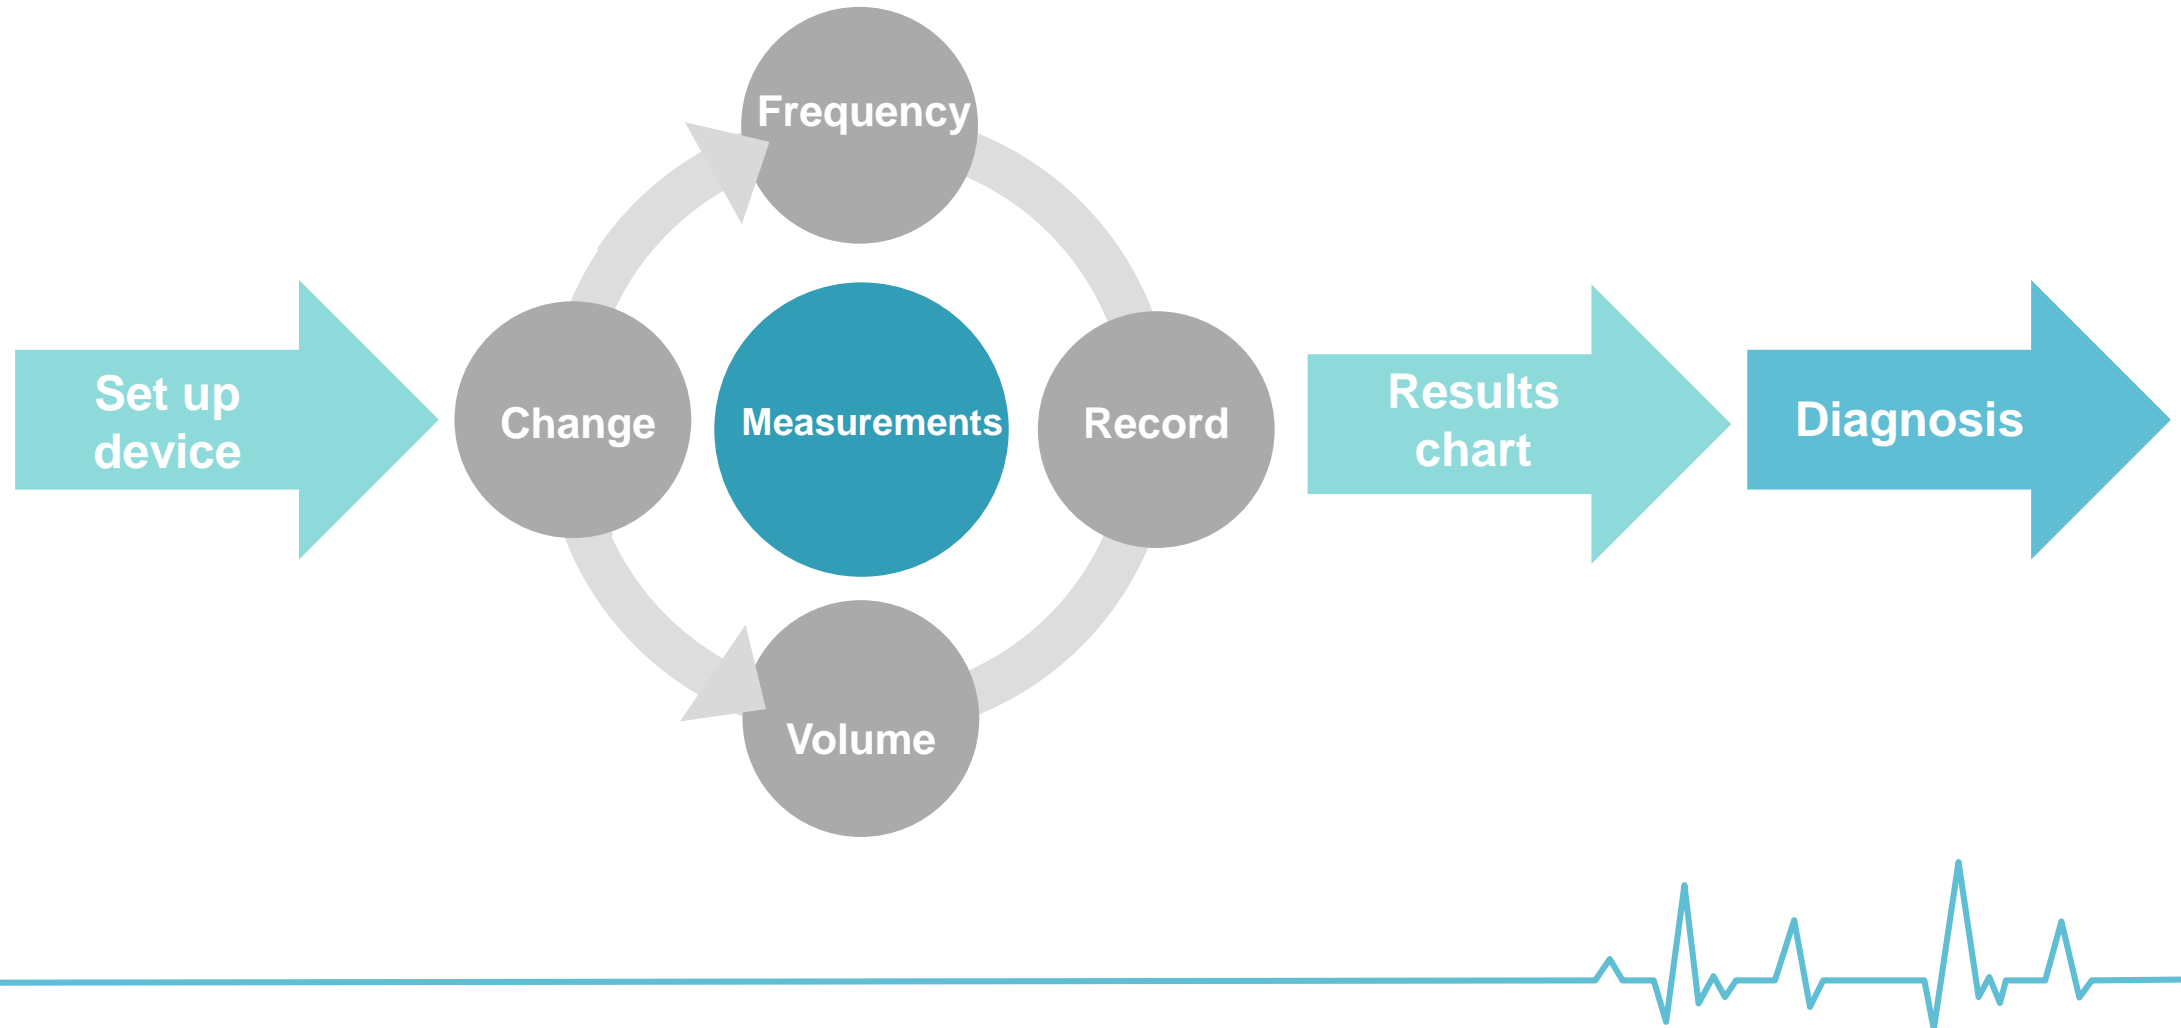 Frequency
Set up
device
Change
Measurements
Record
Results
chart
Diagnosis
Volume